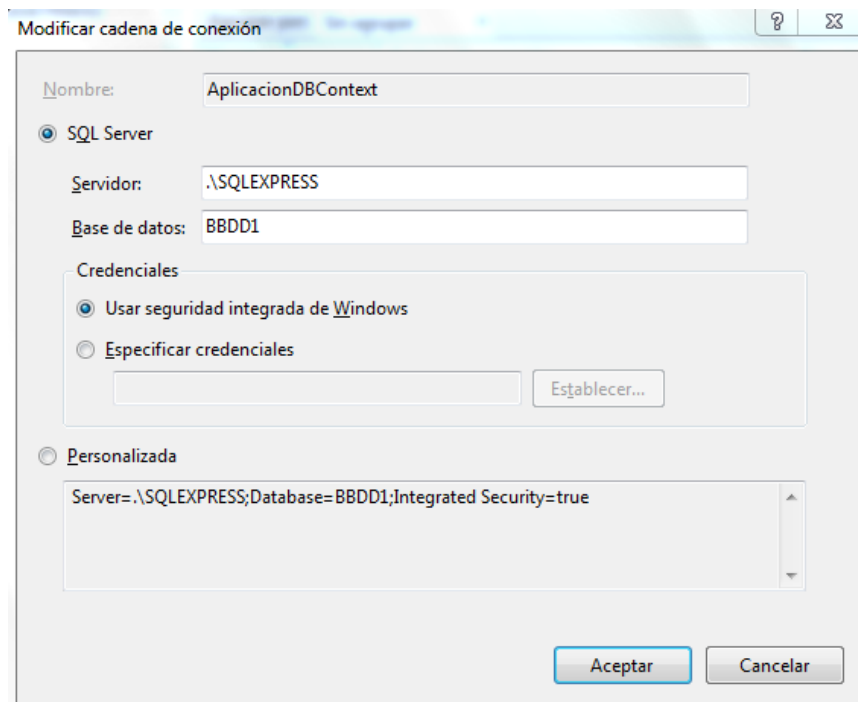 Modificar cadena de conexión
Nombre: AplicacionDBContext
SQL Server
Servidor: .\SQLEXPRESS
Base de datos: BBDD1
Credenciales
Usar seguridad integrada de Windows
Especificar credenciales
Establecer...
Personalizada
Server=.\SQLEXPRESS;Database=BBDD1;Integrated Security=true
Aceptar Cancelar